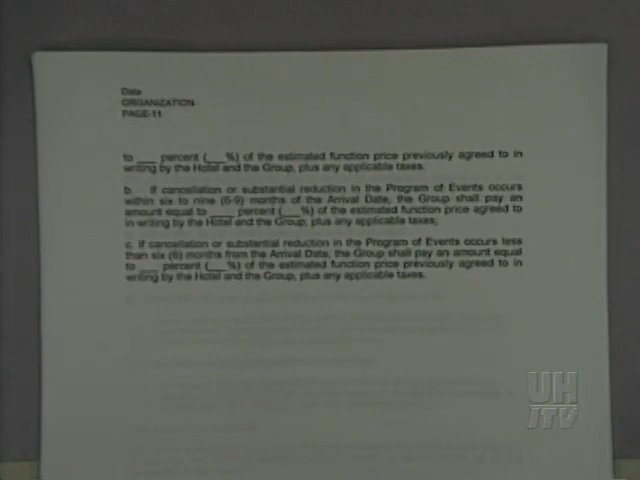 Date
ORGANIZATION
PAGE-11
to ___ percent (___%) of the estimated function price previously agreed to in
writing by the Hotel and the Group, plus any applicable taxes.
b. If cancellation or substantial reduction in the Program of Events occurs
within six to nine (6-9) months of the Arrival Date, the Group shall pay an
amount equal to ___ percent (___%) of the estimated function price agreed to
in writing by the Hotel and the Group, plus any applicable taxes;
c. If cancellation or substantial reduction in the Program of Events occurs less
than six (6) months from the Arrival Date, the Group shall pay an amount equal
to ___ percent (___%) of the estimated function price previously agreed to in
writing by the Hotel and the Group, plus any applicable taxes.
UH
ITV